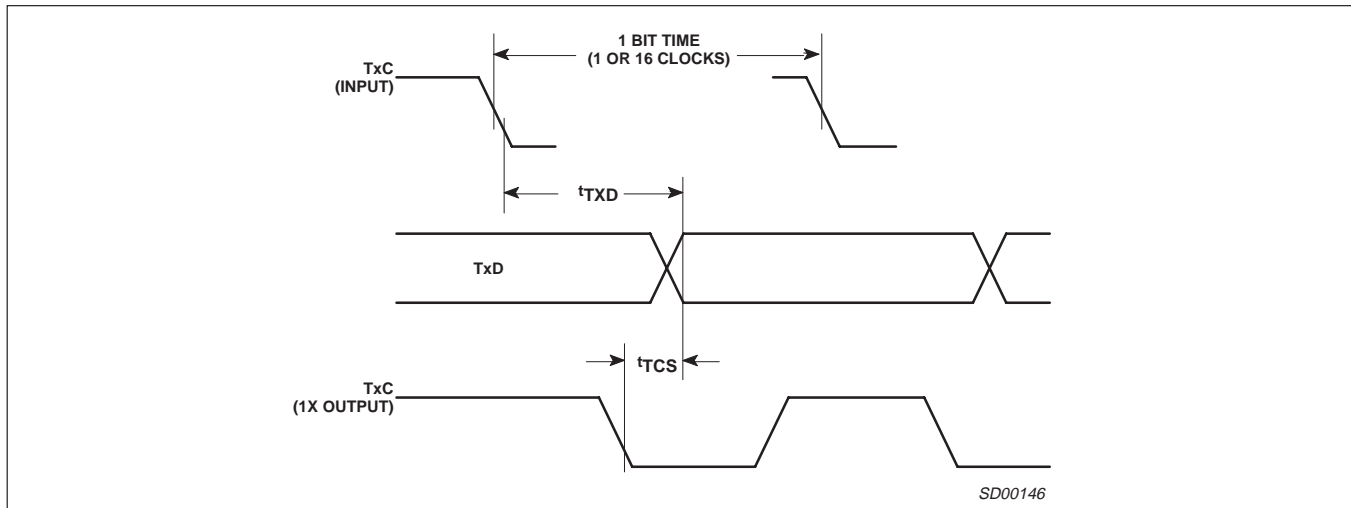 1 BIT TIME
(1 OR 16 CLOCKS)
TxC
(INPUT)
tTXD
TxD
tTCS
TxC
(1X OUTPUT)
SD00146